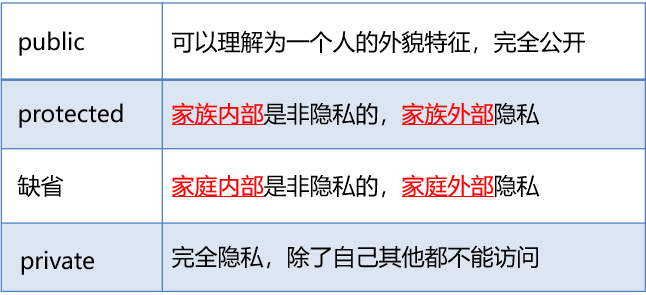 public 可以理解为一个人的外貌特征，完全公开
protected 家族内部是非隐私的，家族外部隐私
缺省 家庭内部是非隐私的，家庭外部隐私
private 完全隐私，除了自己其他都不能访问